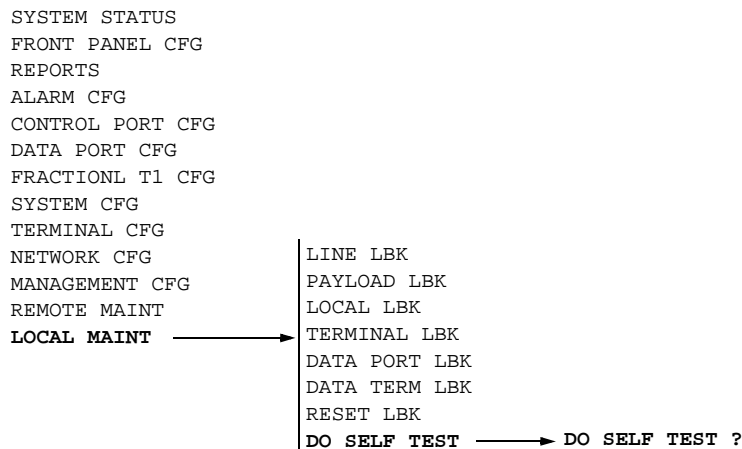 SYSTEM STATUS
FRONT PANEL CFG
REPORTS
ALARM CFG
CONTROL PORT CFG
DATA PORT CFG
FRACTIONL T1 CFG
SYSTEM CFG
TERMINAL CFG
NETWORK CFG
MANAGEMENT CFG
REMOTE MAINT
LOCAL MAINT
LINE LBK
PAYLOAD LBK
LOCAL LBK
TERMINAL LBK
DATA PORT LBK
DATA TERM LBK
RESET LBK
DO SELF TEST
DO SELF TEST ?